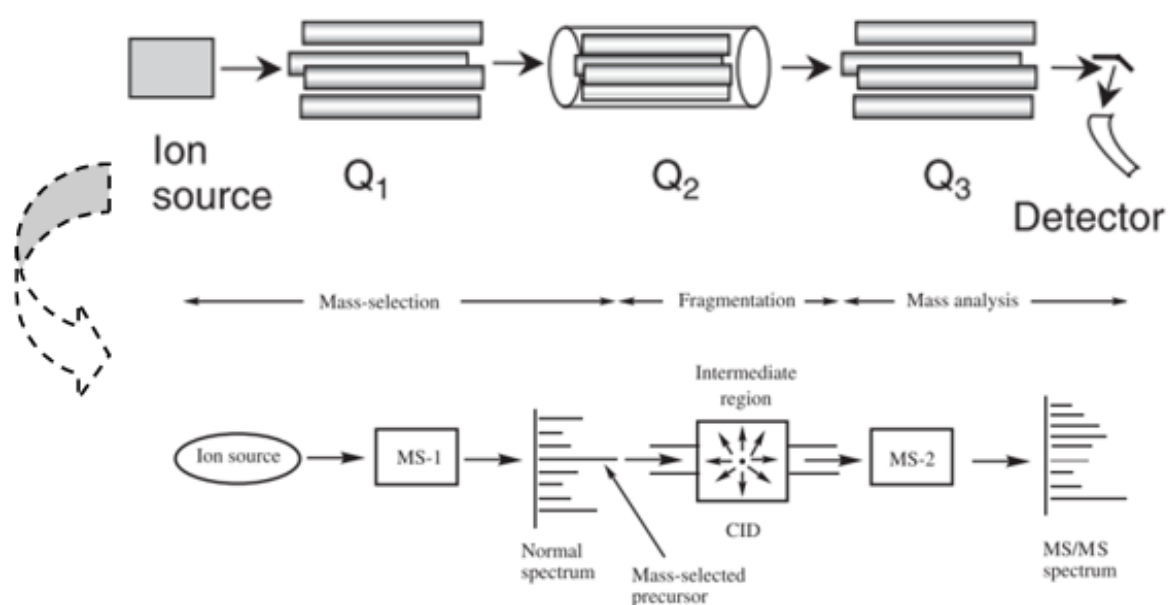 Ion
source
Q1
Q2
Q3
Detector
Mass-selection
Fragmentation
Mass analysis
Intermediate
region
Ion source
MS-1
MS-2
CID
Normal
spectrum
Mass-selected
precursor
MS/MS
spectrum